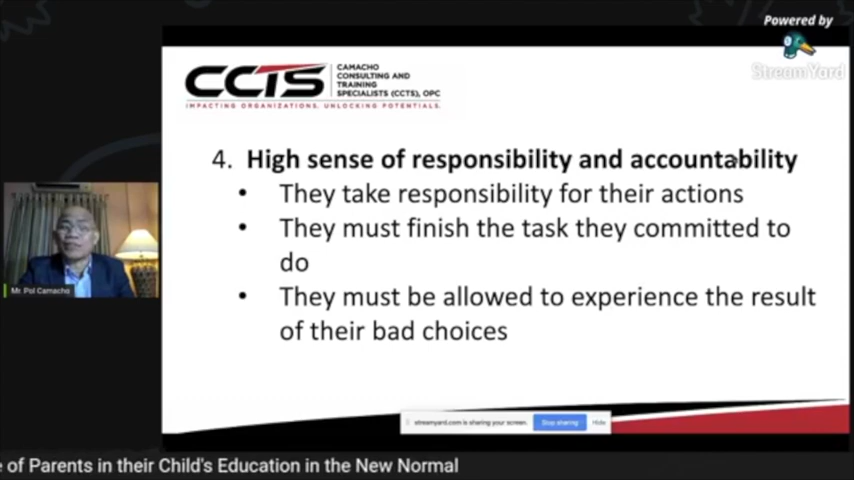 Powered by
StreamYard
CCTS
CAMACHO
CONSULTING AND
TRAINING
SPECIALISTS (CCTS), OPC
IMPACTING ORGANIZATIONS. UNLOCKING POTENTIALS.
4. High sense of responsibility and accountability
• They take responsibility for their actions
• They must finish the task they committed to
do
• They must be allowed to experience the result
of their bad choices
Mr. Pol Camacho
streamyard.com is sharing your screen.
Stop sharing
Hide
of Parents in their Child's Education in the New Normal